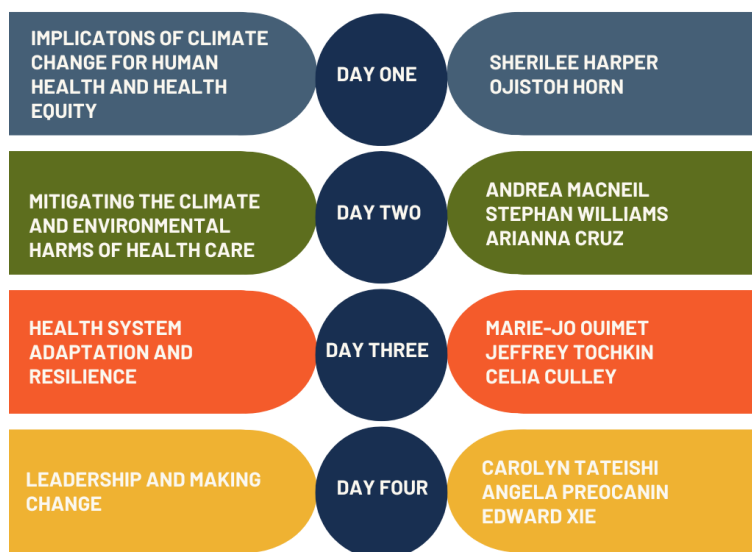 IMPLICATONS OF CLIMATE
CHANGE FOR HUMAN
HEALTH AND HEALTH
EQUITY
DAY ONE
SHERILEE HARPER
OJISTOH HORN
MITIGATING THE CLIMATE
AND ENVIRONMENTAL
HARMS OF HEALTH CARE
DAY TWO
ANDREA MACNEIL
STEPHAN WILLIAMS
ARIANNA CRUZ
HEALTH SYSTEM
ADAPTATION AND
RESILIENCE
DAY THREE
MARIE-JO OUIMET
JEFFREY TOCHKIN
CELIA CULLEY
LEADERSHIP AND MAKING
CHANGE
DAY FOUR
CAROLYN TATEISHI
ANGELA PREOCANIN
EDWARD XIE